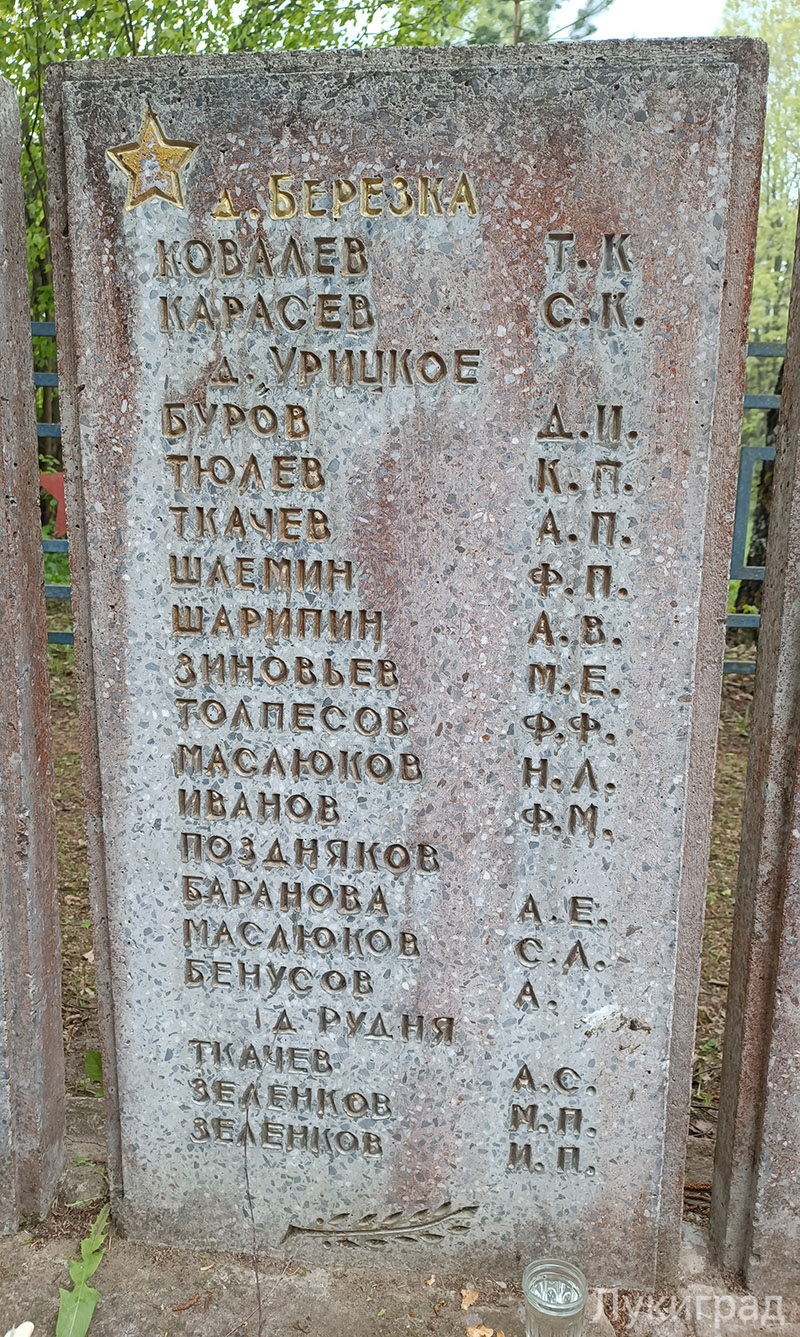 д. БЕРЕЗКА
КОВАЛЕВ Т. К
КАРАСЕВ С. К.
д. УРИЦКОЕ
БУРОВ Д. И.
ТЮЛЕВ К. П.
ТКАЧЕВ А. П.
ШЛЕМИН Ф. П.
ШАРИПИН А. В.
ЗИНОВЬЕВ М. Е.
ТОЛПЕСОВ Ф. Ф.
МАСЛЮКОВ Н. Л.
ИВАНОВ Ф. М.
ПОЗДНЯКОВ
БАРАНОВА А. Е.
МАСЛЮКОВ С. Л.
БЕНУСОВ А.
д РУДНЯ
ТКАЧЕВ А. С.
ЗЕЛЕНКОВ М. П.
ЗЕЛЕНКОВ И. П.
Лукиград